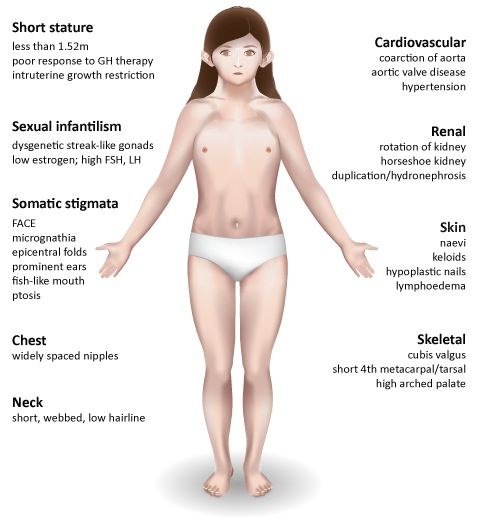 Short stature
less than 1.52m
poor response to GH therapy
intruterine growth restriction
Sexual infantilism
dysgenetic streak-like gonads
low estrogen; high FSH, LH
Somatic stigmata
FACE
micrognathia
epicentral folds
prominent ears
fish-like mouth
ptosis
Chest
widely spaced nipples
Neck
short, webbed, low hairline
Cardiovascular
coarction of aorta
aortic valve disease
hypertension
Renal
rotation of kidney
horseshoe kidney
duplication/hydronephrosis
Skin
naevi
keloids
hypoplastic nails
lymphoedema
Skeletal
cubis valgus
short 4th metacarpal/tarsal
high arched palate